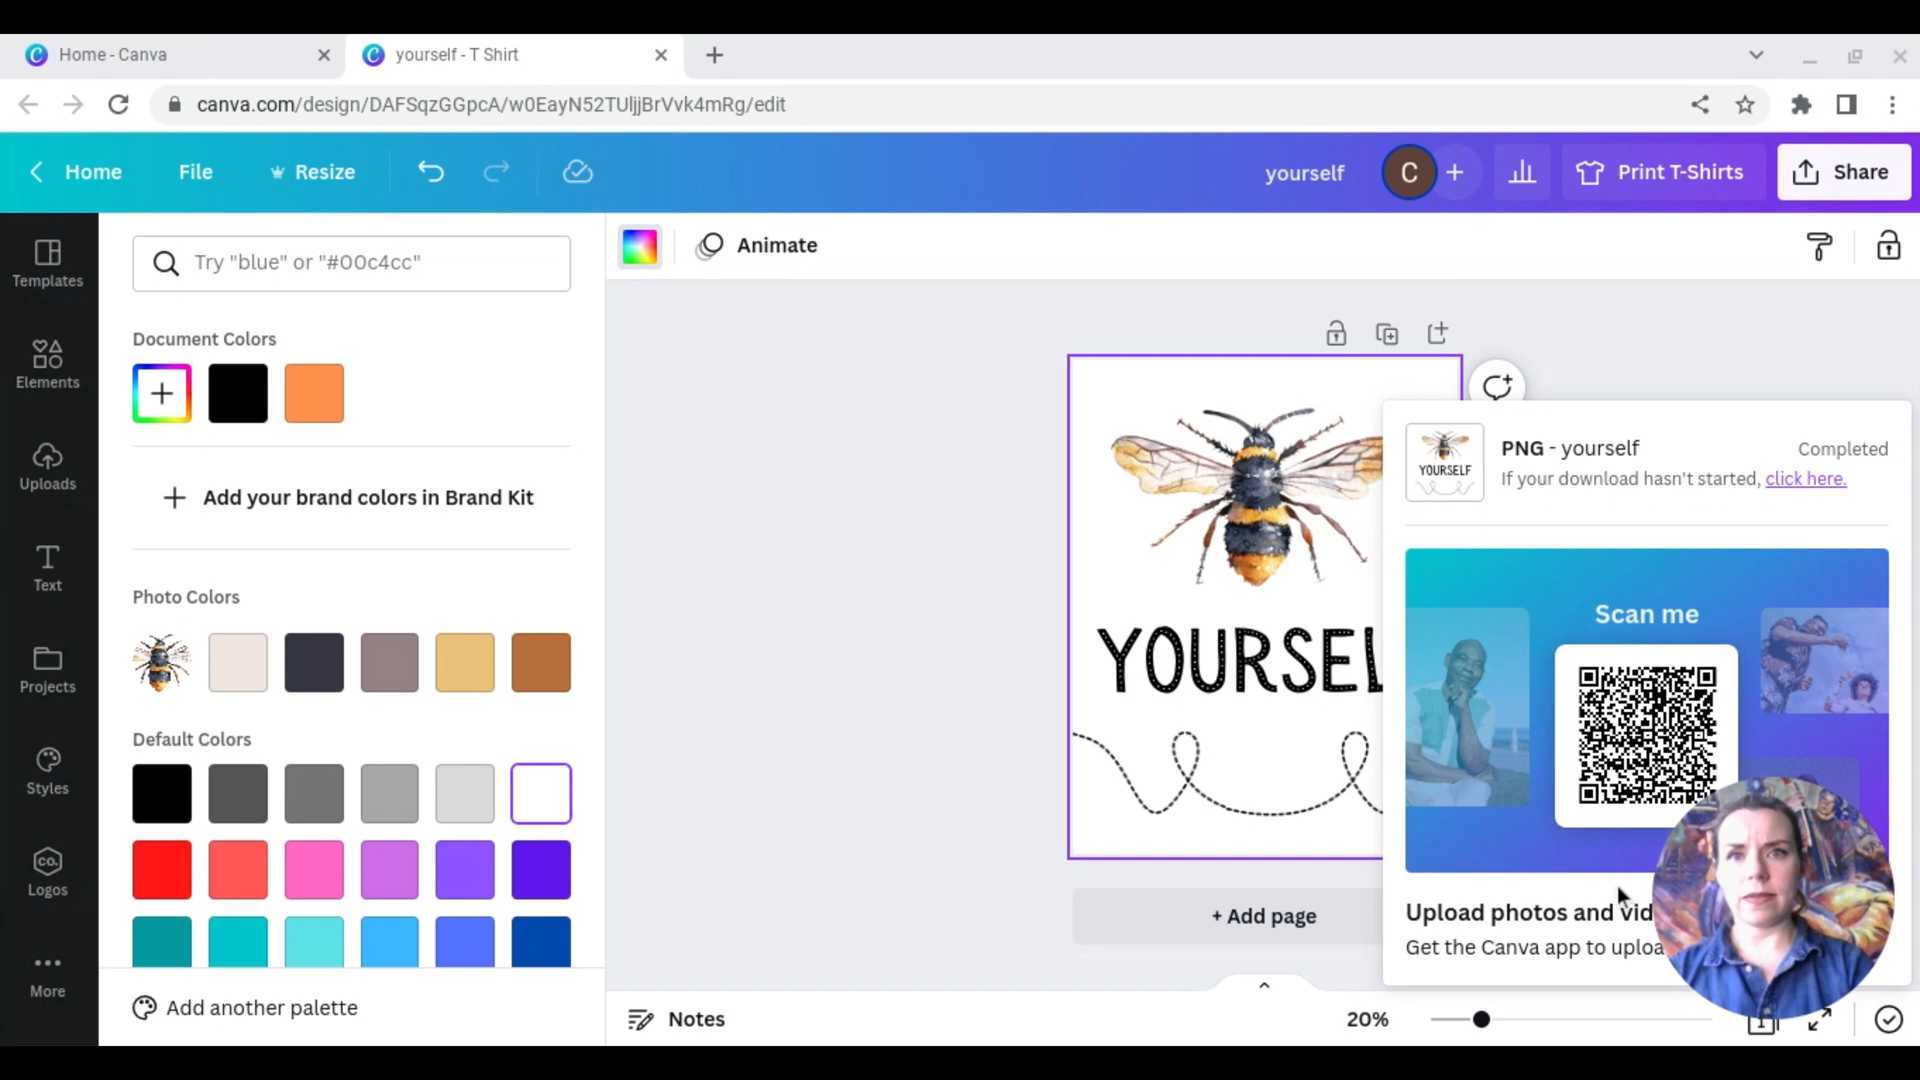 Home - Canva
yourself - T Shirt
canva.com/design/DAFSqzGGpcA/w0EayN52TUljjBrVvk4mRg/edit
Home
File
Resize
yourself
C
Print T-Shirts
Share
Templates
Elements
Uploads
Text
Projects
Styles
CO.
Logos
More
Try "blue" or "#00c4cc"
Document Colors
Add your brand colors in Brand Kit
Photo Colors
Default Colors
Add another palette
Animate
YOURSEL
+ Add page
Notes
20%
1
PNG - yourself
Completed
If your download hasn't started, click here.
YOURSELF
Scan me
Upload photos and vid
Get the Canva app to uploa